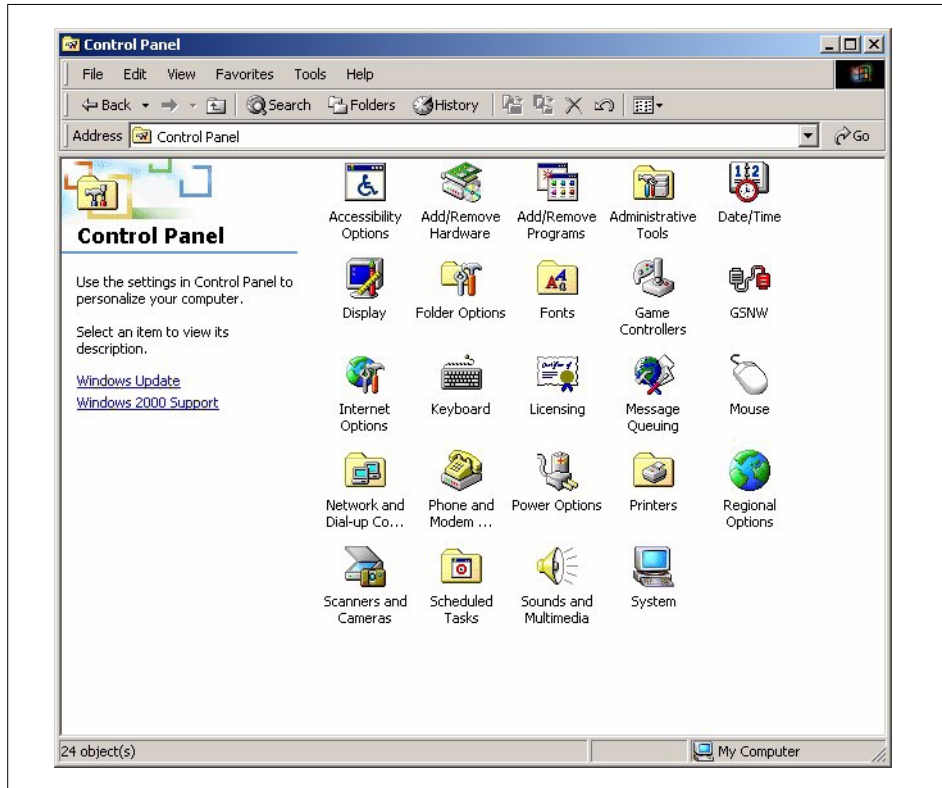 Control Panel
File Edit View Favorites Tools Help
Back Search Folders History
Address Control Panel Go
Control Panel
Use the settings in Control Panel to
personalize your computer.
Select an item to view its
description.
Windows Update
Windows 2000 Support
Accessibility
Options
Add/Remove
Hardware
Add/Remove
Programs
Administrative
Tools
Date/Time
Display
Folder Options
Fonts
Game
Controllers
GSNW
Internet
Options
Keyboard
Licensing
Message
Queuing
Mouse
Network and
Dial-up Co...
Phone and
Modem ...
Power Options
Printers
Regional
Options
Scanners and
Cameras
Scheduled
Tasks
Sounds and
Multimedia
System
24 object(s)
My Computer